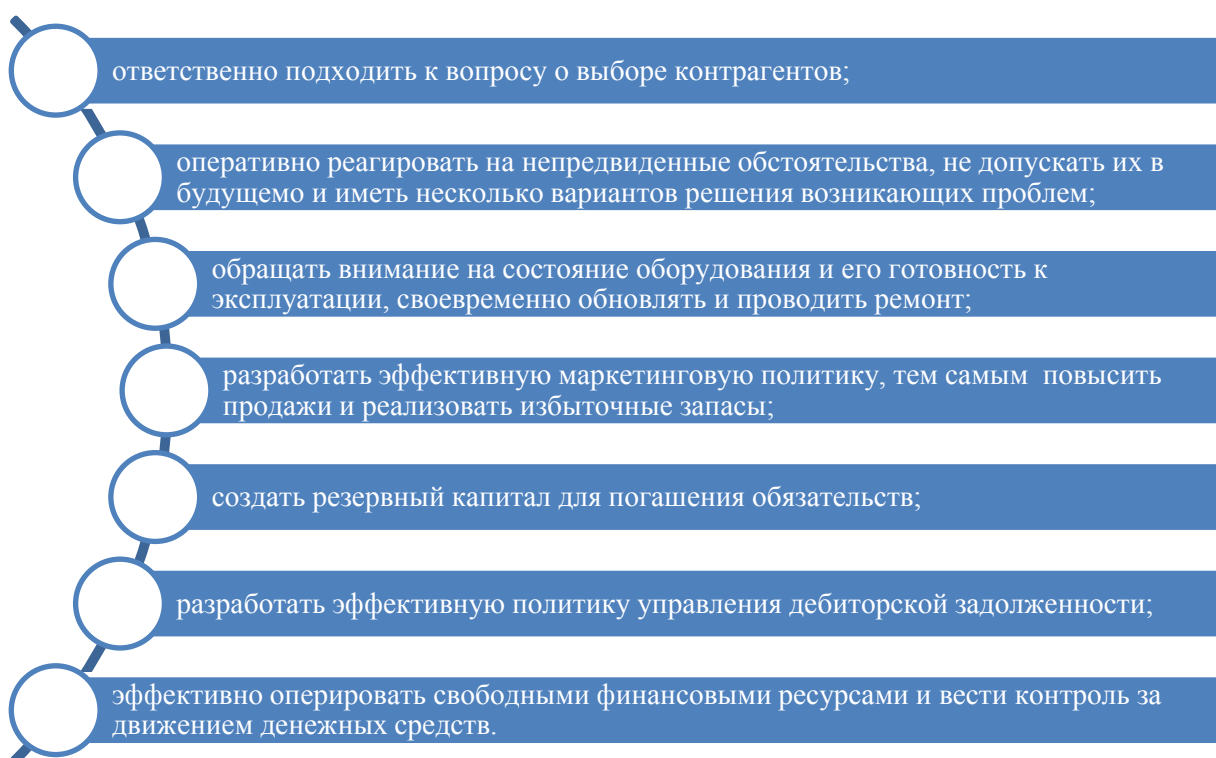 ответственно подходить к вопросу о выборе контрагентов;
оперативно реагировать на непредвиденные обстоятельства, не допускать их в
будущемо и иметь несколько вариантов решения возникающих проблем;
обращать внимание на состояние оборудования и его готовность к
эксплуатации, своевременно обновлять и проводить ремонт;
разработать эффективную маркетинговую политику, тем самым повысить
продажи и реализовать избыточные запасы;
создать резервный капитал для погашения обязательств;
разработать эффективную политику управления дебиторской задолженности;
эффективно оперировать свободными финансовыми ресурсами и вести контроль за
движением денежных средств.